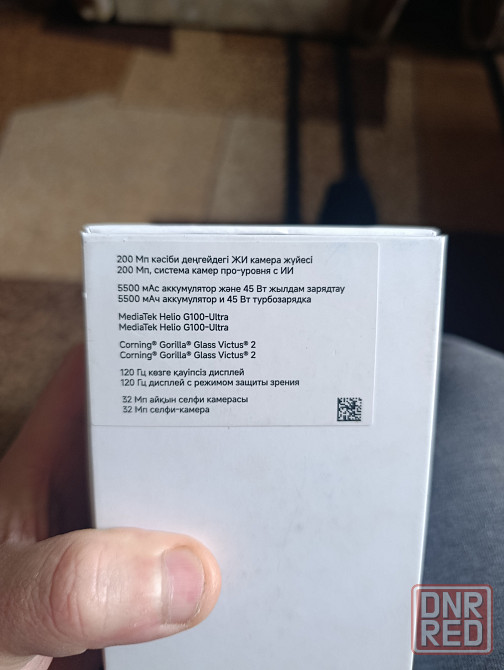 200 Мп кәсіби деңгейдегі ЖИ камера жүйесі
200 Мп, система камер про-уровня с ИИ
5500 мАс аккумулятор және 45 Вт жылдам зарядтау
5500 мАч аккумулятор и 45 Вт турбозарядка
MediaTek Helio G100-Ultra
MediaTek Helio G100-Ultra
Corning® Gorilla® Glass Victus® 2
Corning® Gorilla® Glass Victus® 2
120 Гц көзге қауіпсіз дисплей
120 Гц дисплей с режимом защиты зрения
32 Мп айқын селфи камерасы
32 Мп селфи-камера
DNR
RED